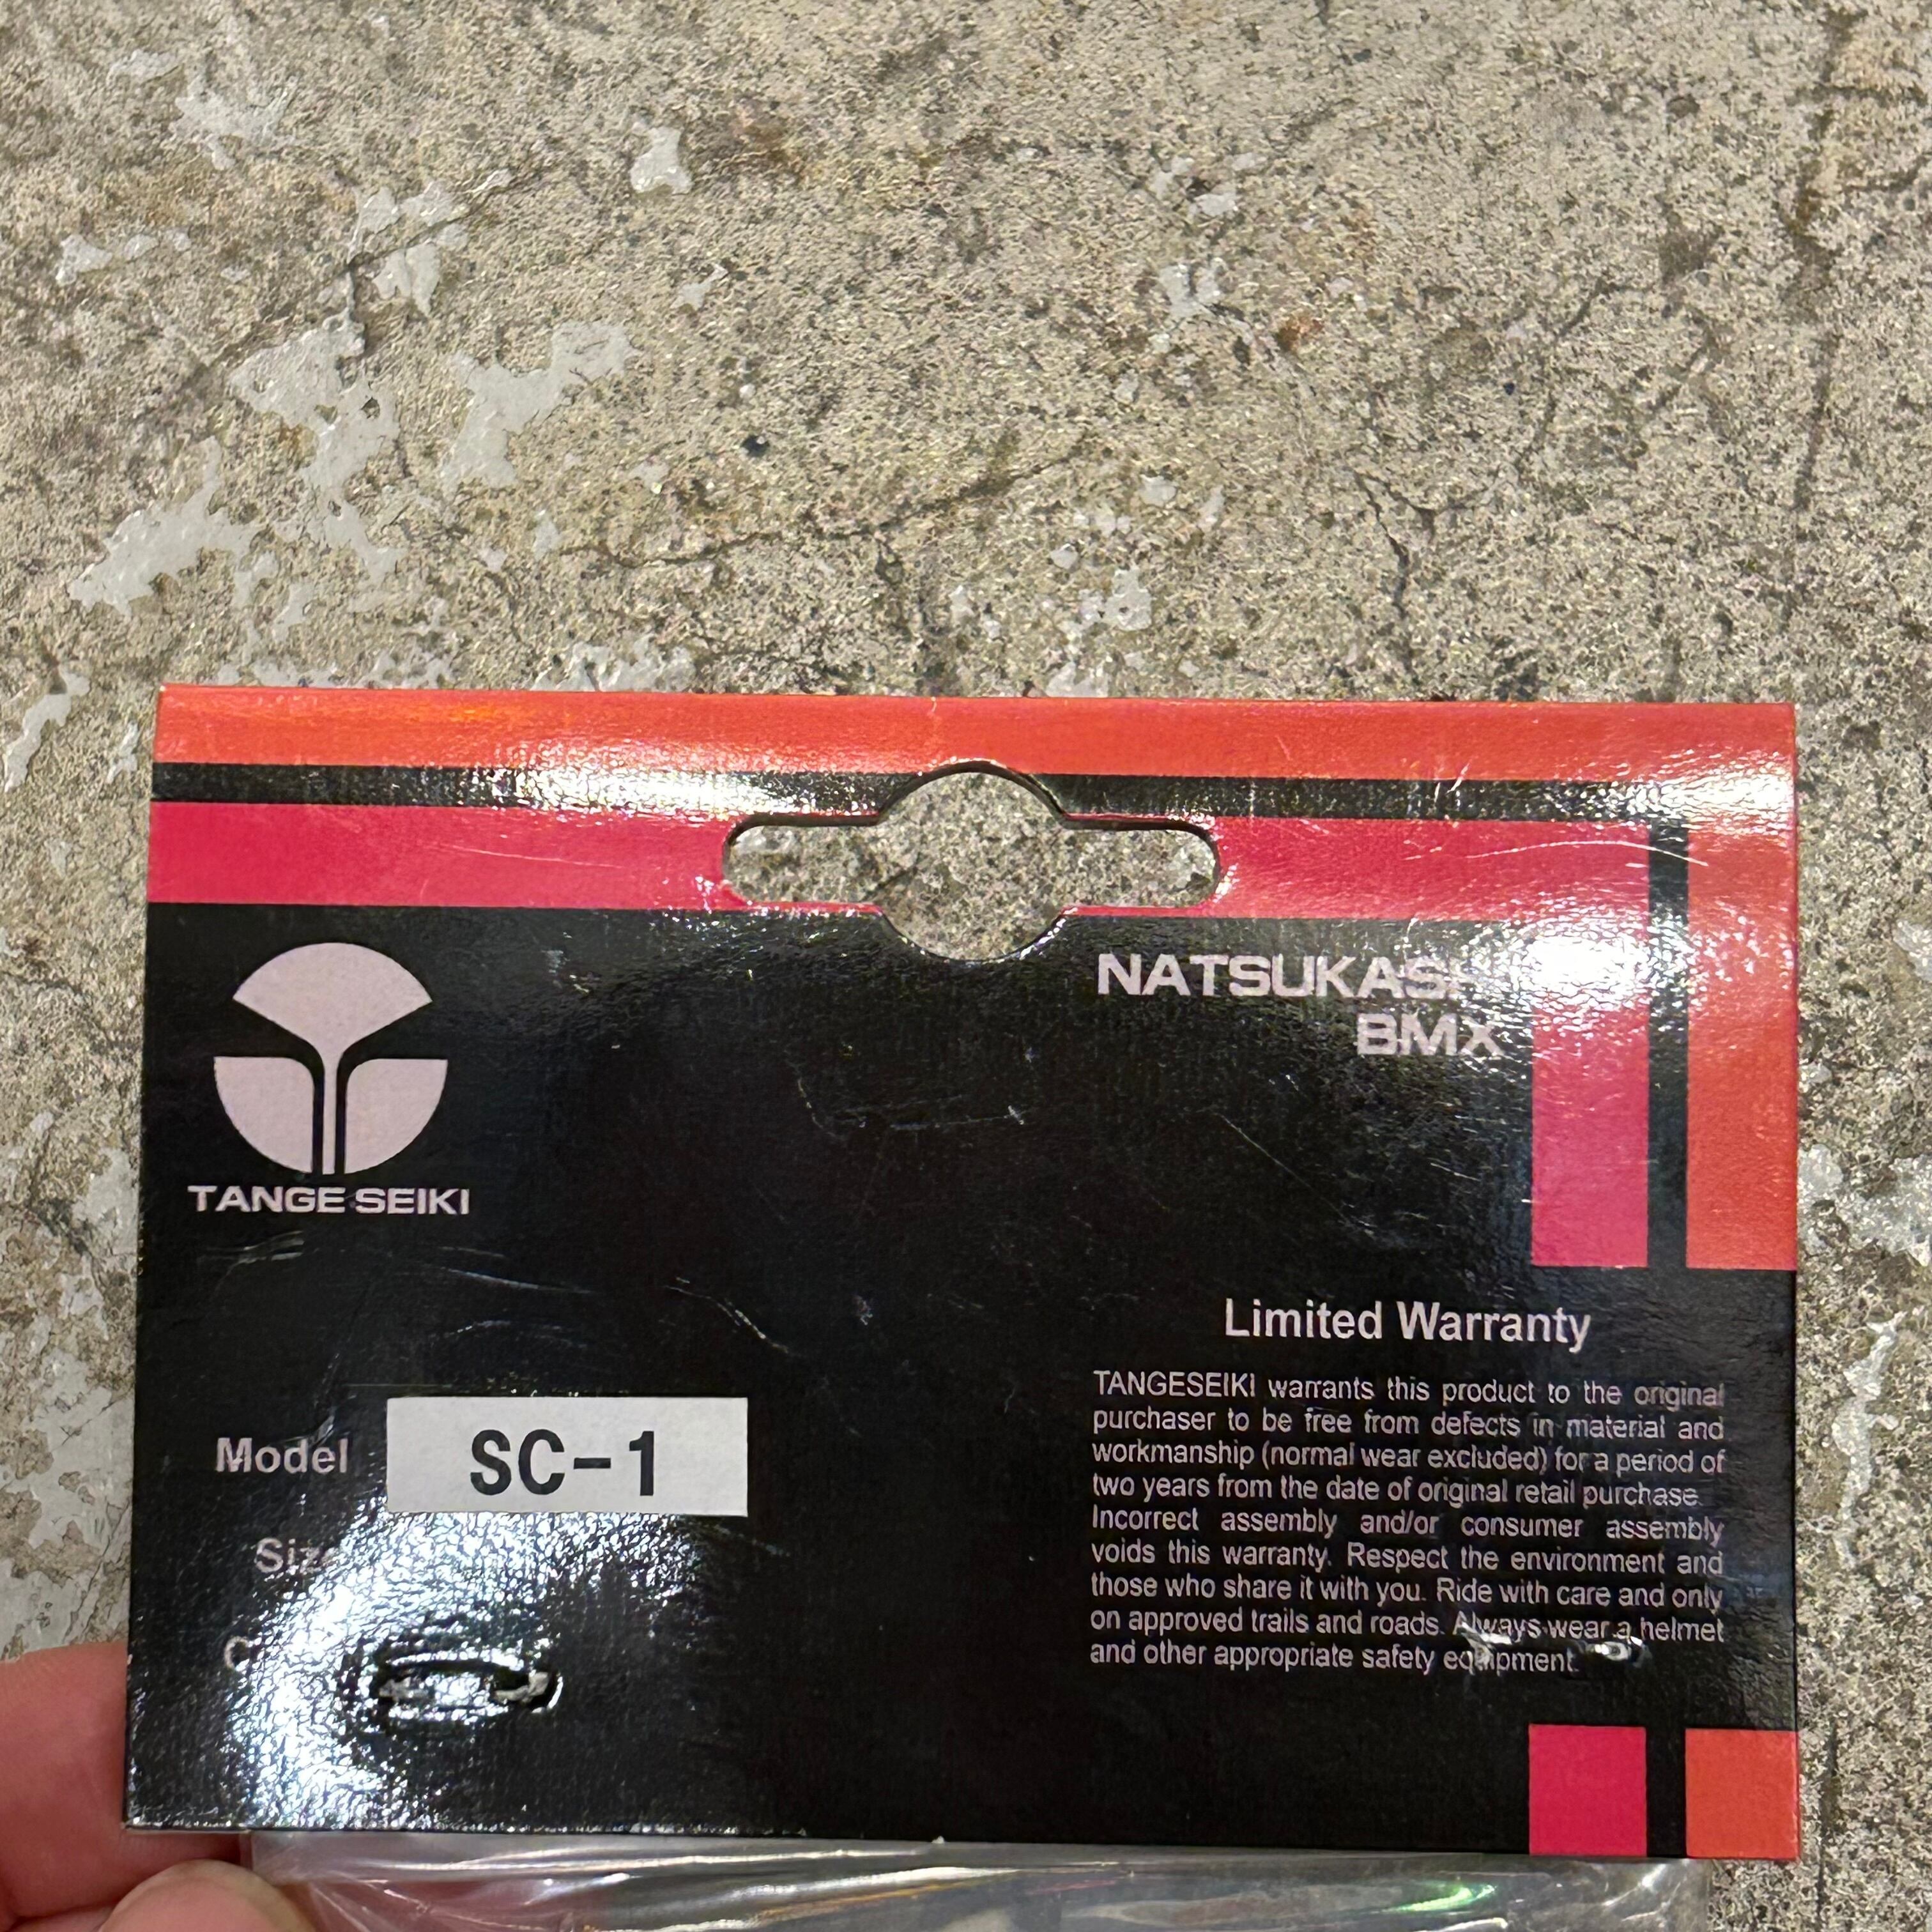 TANGE SEIKI
NATSUKASHI
BMX
Model SC-1
Size
Limited Warranty
TANGESEIKI warrants this product to the original
purchaser to be free from defects in material and
workmanship (normal wear excluded) for a period of
two years from the date of original retail purchase.
Incorrect assembly and/or consumer assembly
voids this warranty. Respect the environment and
those who share it with you. Ride with care and only
on approved trails and roads. Always wear a helmet
and other appropriate safety equipment.